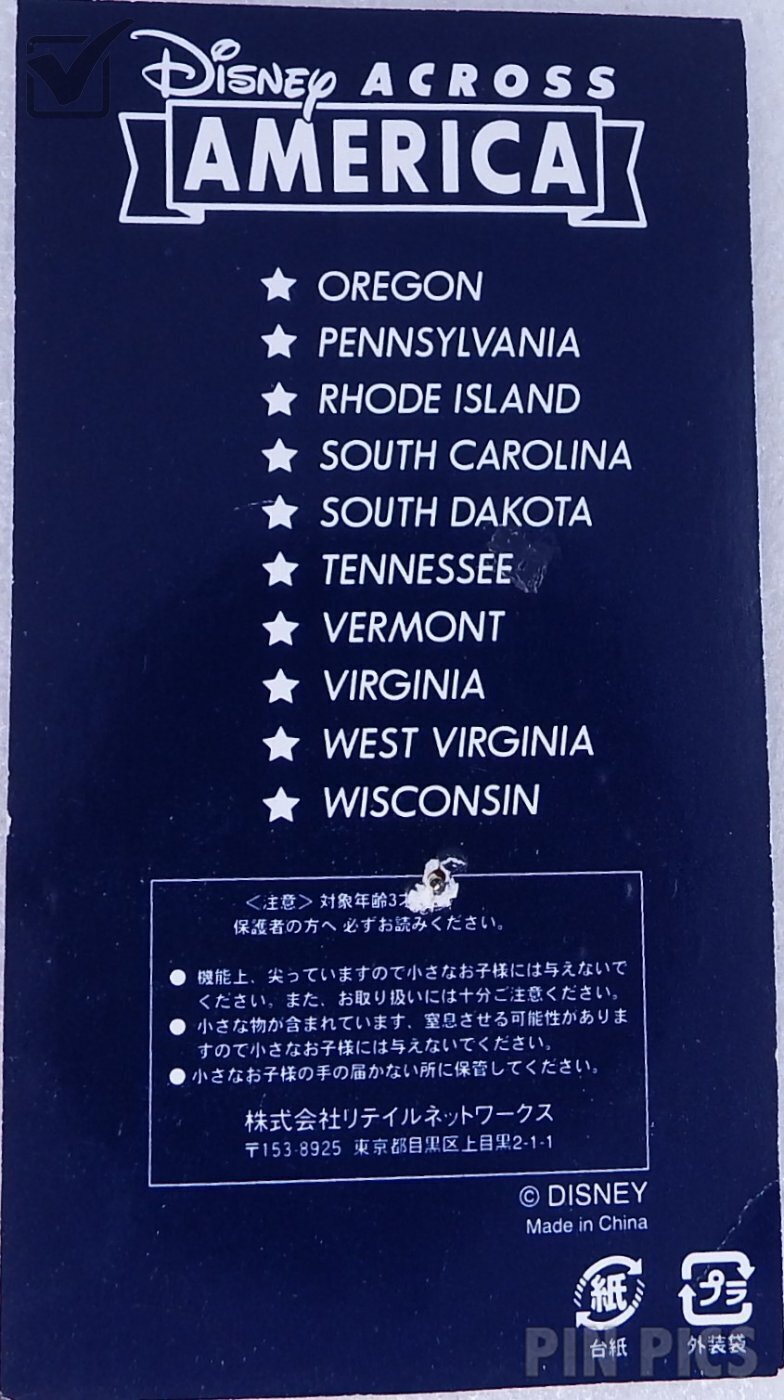 DISNEY ACROSS
AMERICA
★ OREGON
★ PENNSYLVANIA
★ RHODE ISLAND
★ SOUTH CAROLINA
★ SOUTH DAKOTA
★ TENNESSEE
★ VERMONT
★ VIRGINIA
★ WEST VIRGINIA
★ WISCONSIN
＜注意＞対象年齢3
保護者の方へ 必ずお読みください。
● 機能上、尖っていますので小さなお子様には与えないで
ください。また、お取り扱いには十分ご注意ください。
● 小さな物が含まれています、窒息させる可能性がありま
すので小さなお子様には与えないでください。
● 小さなお子様の手の届かない所に保管してください。
株式会社リテイルネットワークス
〒153-8925 東京都目黒区上目黒2-1-1
© DISNEY
Made in China
紙 プラ
台紙 外装袋
PIN PICS